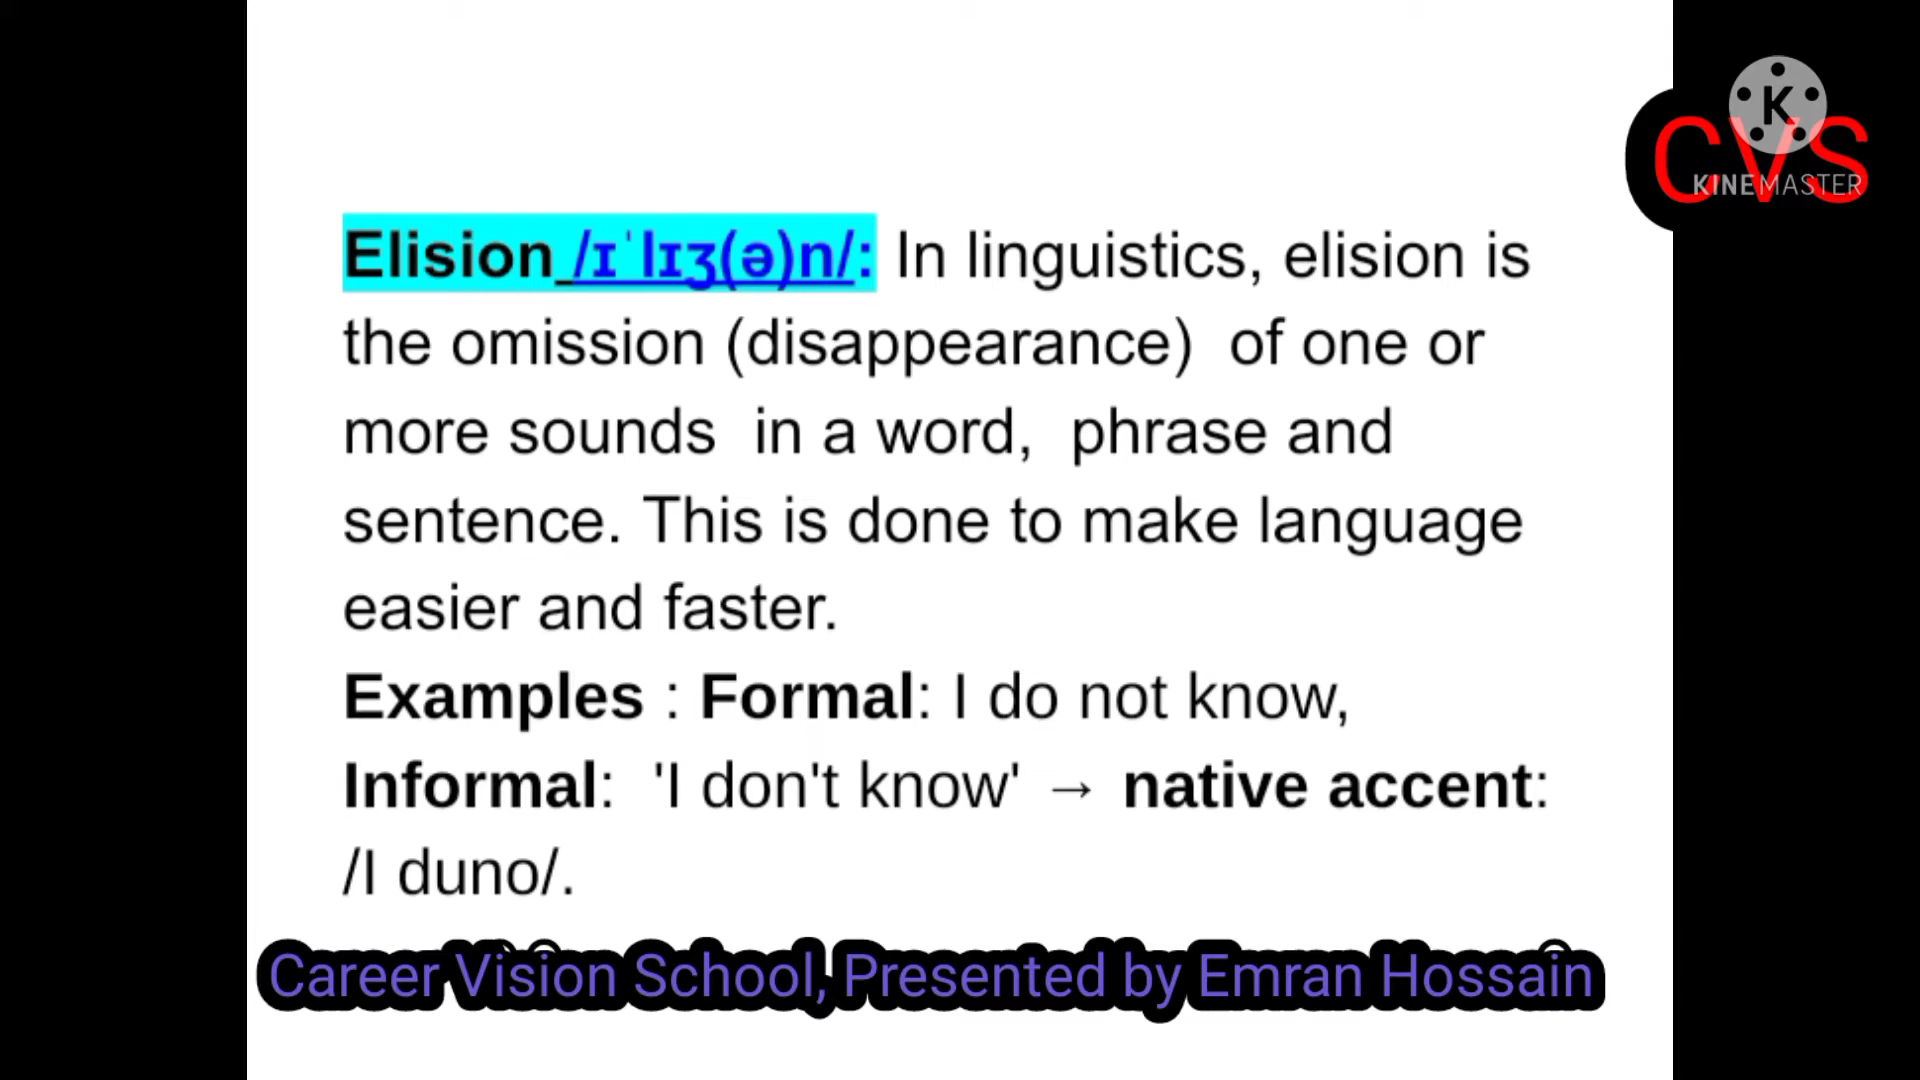 Elision /ɪˈlɪʒ(ə)n/: In linguistics, elision is
the omission (disappearance) of one or
more sounds in a word, phrase and
sentence. This is done to make language
easier and faster.
Examples : Formal: I do not know,
Informal: 'I don't know' → native accent:
/I duno/.
Career Vision School, Presented by Emran Hossain
CVS
K
KINEMASTER